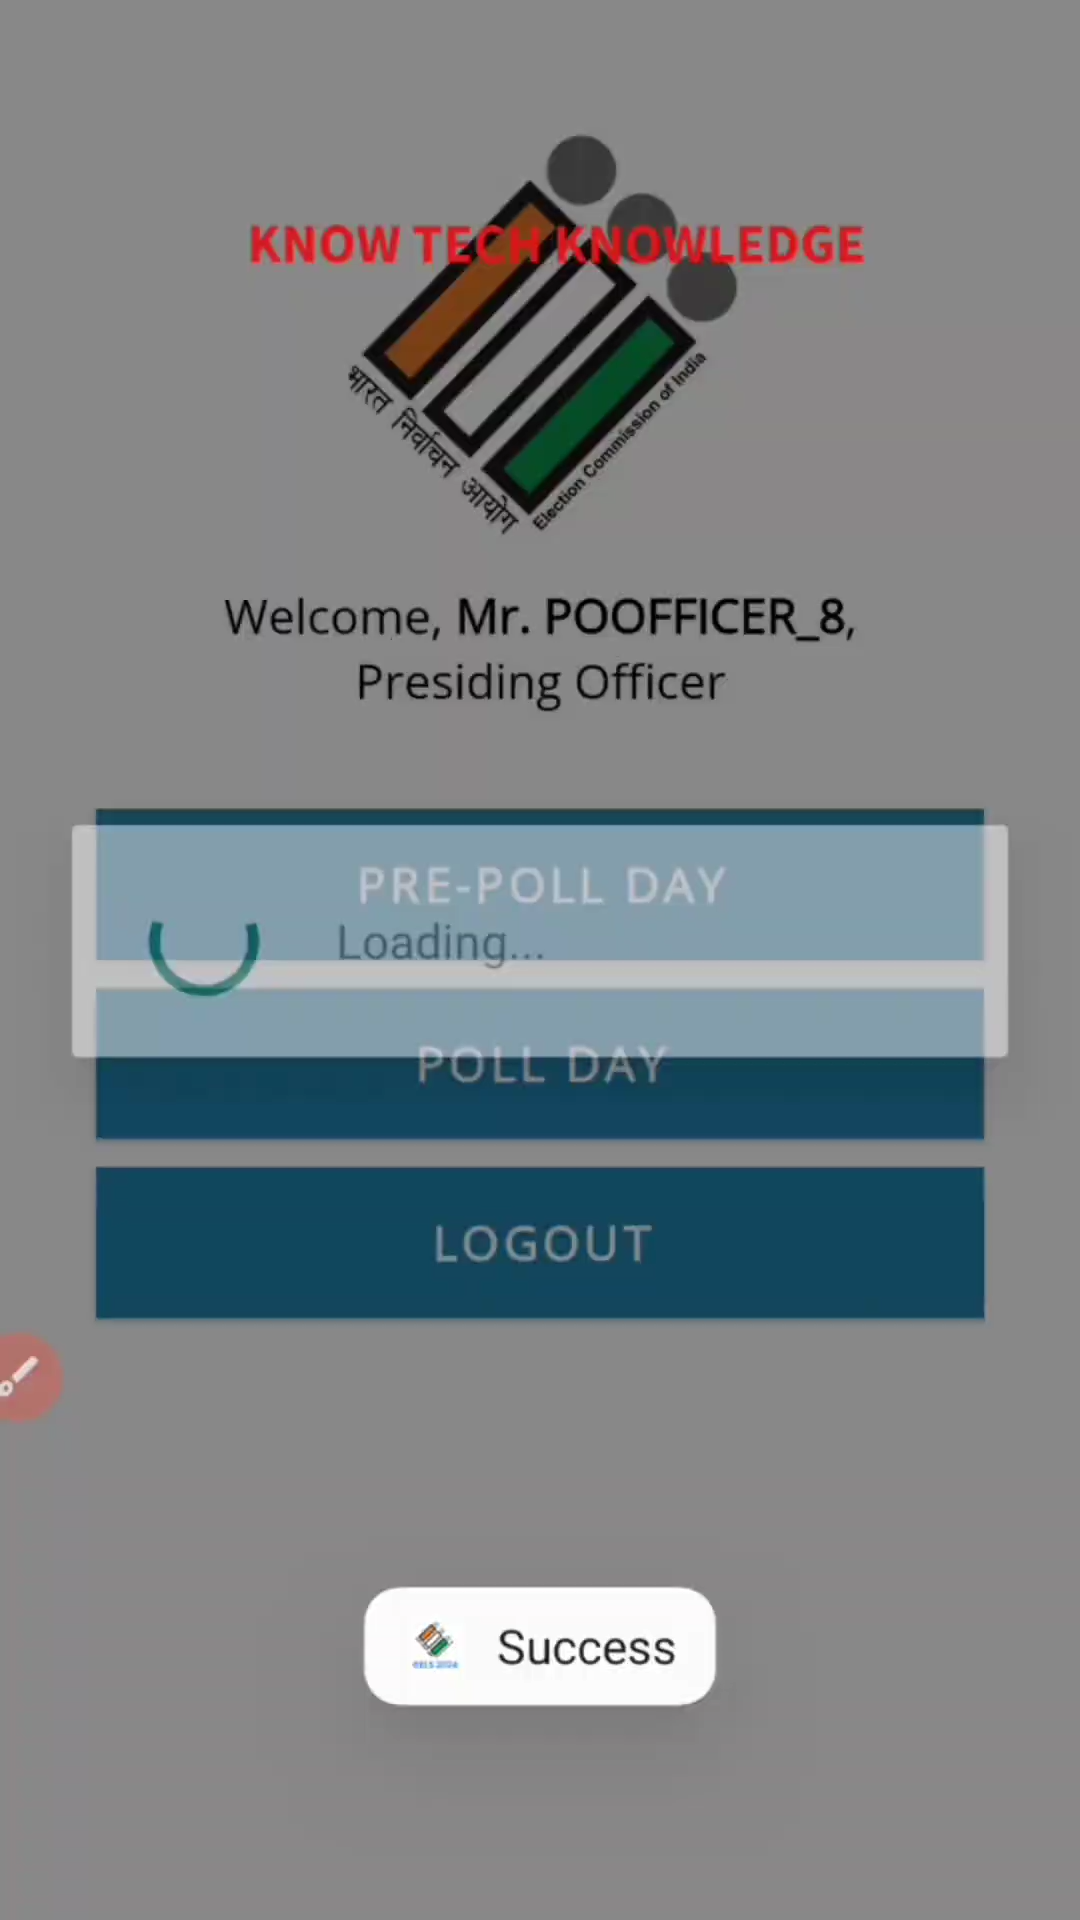 KNOW TECH KNOWLEDGE
भारत निर्वाचन आयोग
Election Commission of India
Welcome, Mr. POOFFICER_8,
Presiding Officer
PRE-POLL DAY
Loading...
POLL DAY
LOGOUT
Success